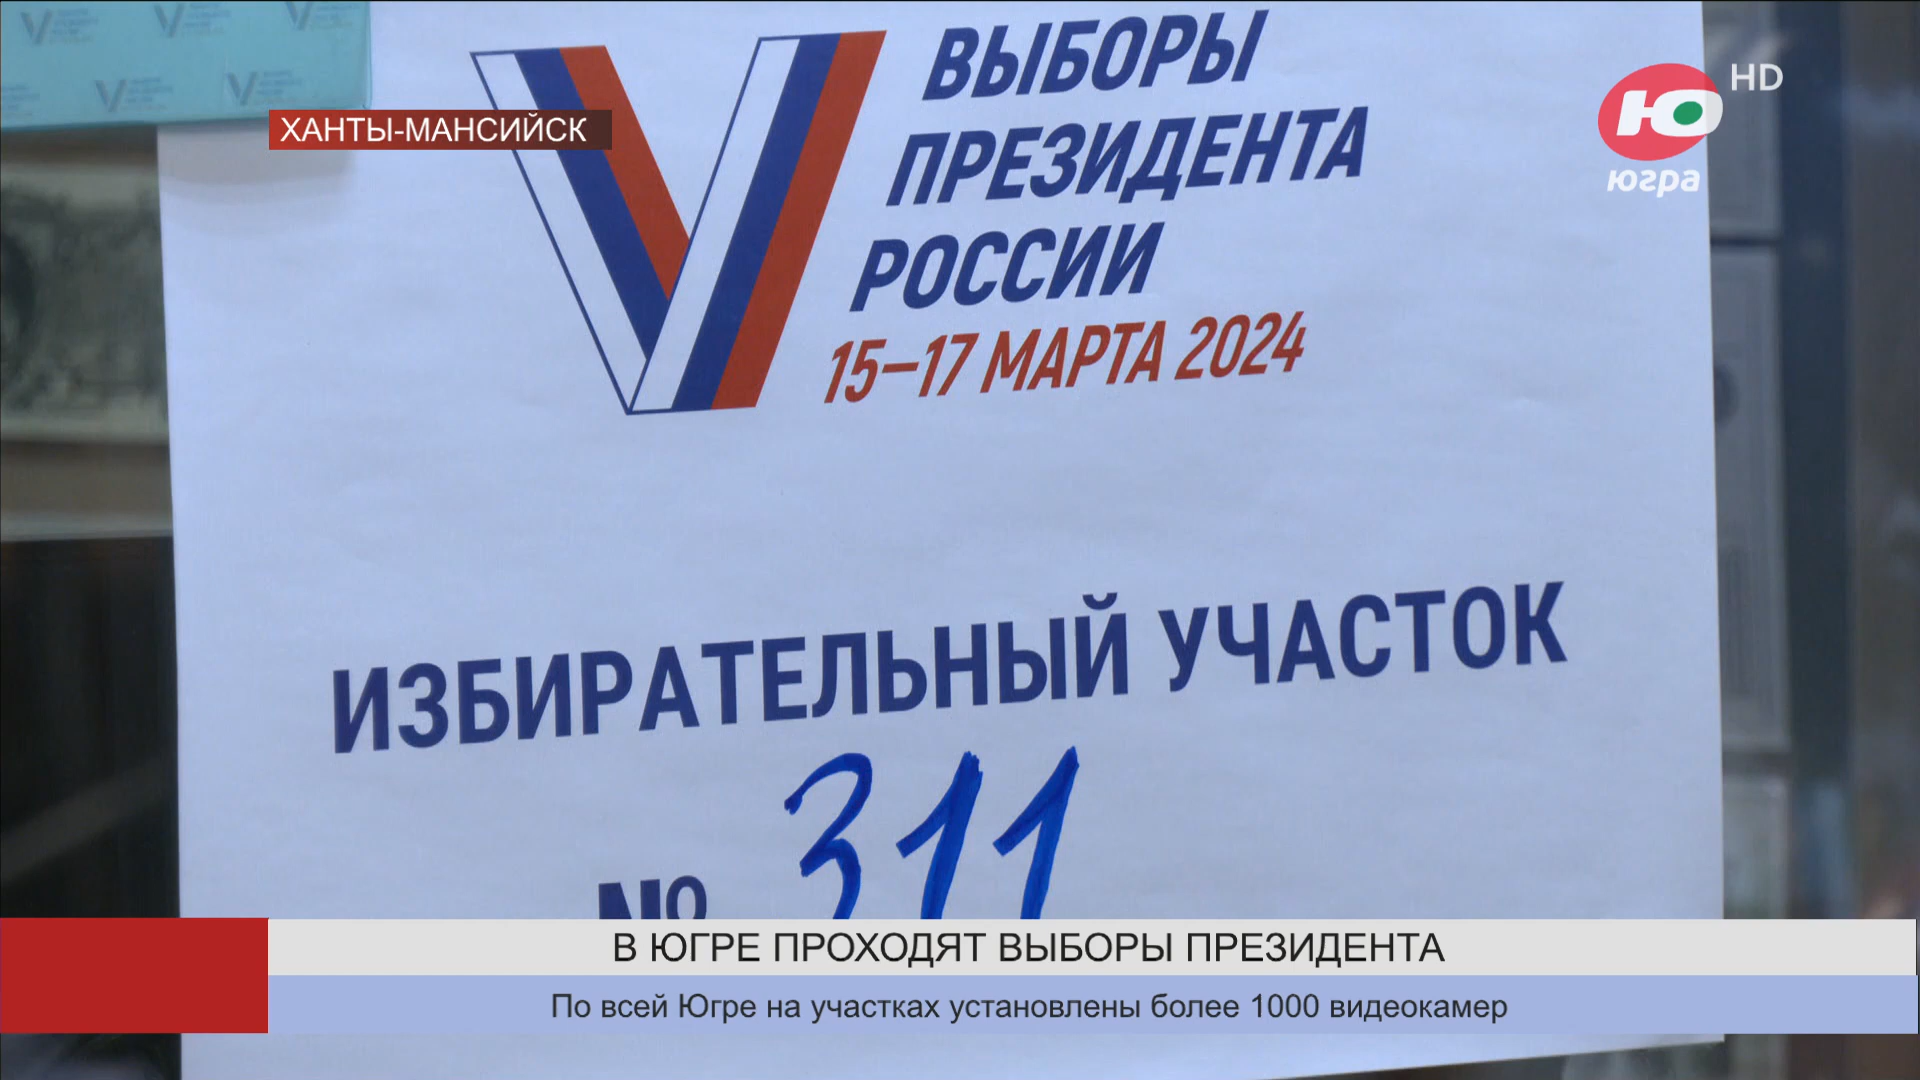 ВЫБОРЫ
ПРЕЗИДЕНТА
РОССИИ
15–17 МАРТА 2024
ХАНТЫ-МАНСИЙСК
Ю HD
югра
ИЗБИРАТЕЛЬНЫЙ УЧАСТОК
№ 311
В ЮГРЕ ПРОХОДЯТ ВЫБОРЫ ПРЕЗИДЕНТА
По всей Югре на участках установлены более 1000 видеокамер